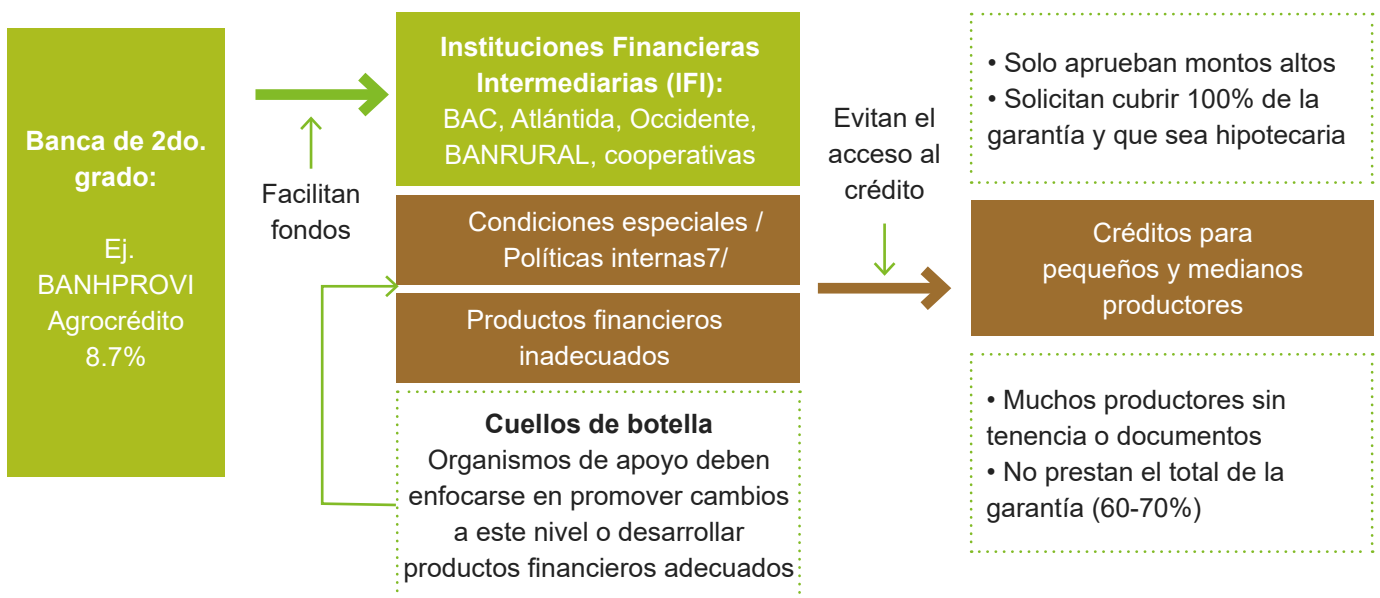 Banca de 2do.
grado:
Ej.
BANHPROVI
Agrocrédito
8.7%
Facilitan
fondos
Instituciones Financieras
Intermediarias (IFI):
BAC, Atlántida, Occidente,
BANRURAL, cooperativas
Condiciones especiales /
Políticas internas7/
Productos financieros
inadecuados
Cuellos de botella
Organismos de apoyo deben
enfocarse en promover cambios
a este nivel o desarrollar
productos financieros adecuados
Evitan el
acceso al
crédito
• Solo aprueban montos altos
• Solicitan cubrir 100% de la
garantía y que sea hipotecaria
Créditos para
pequeños y medianos
productores
• Muchos productores sin
tenencia o documentos
• No prestan el total de la
garantía (60-70%)